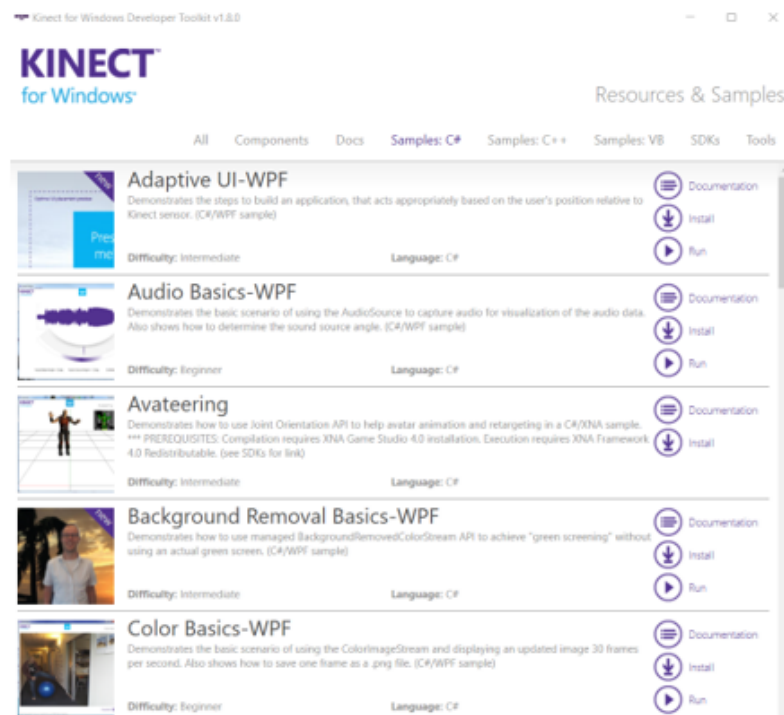 Kinect for Windows Developer Toolkit v1.8.0
KINECT™
for Windows®
Resources & Samples
All Components Docs Samples: C# Samples: C++ Samples: VB SDKs Tools
new
Pres
me
Adaptive UI-WPF
Demonstrates the steps to build an application, that acts appropriately based on the user's position relative to
Kinect sensor. (C#/WPF sample)
Difficulty: Intermediate Language: C#
Documentation
Install
Run
Audio Basics-WPF
Demonstrates the basic scenario of using the AudioSource to capture audio for visualization of the audio data.
Also shows how to determine the sound source angle. (C#/WPF sample)
Difficulty: Beginner Language: C#
Documentation
Install
Run
Avateering
Demonstrates how to use Joint Orientation API to help avatar animation and retargeting in a C#/XNA sample.
*** PREREQUISITES: Compilation requires XNA Game Studio 4.0 installation. Execution requires XNA Framework
4.0 Redistributable. (see SDKs for link)
Difficulty: Intermediate Language: C#
Documentation
Install
new
Background Removal Basics-WPF
Demonstrates how to use managed BackgroundRemovedColorStream API to achieve "green screening" without
using an actual green screen. (C#/WPF sample)
Difficulty: Intermediate Language: C#
Documentation
Install
Run
Color Basics-WPF
Demonstrates the basic scenario of using the ColorImageStream and displaying an updated image 30 frames
per second. Also shows how to save one frame as a .png file. (C#/WPF sample)
Difficulty: Beginner Language: C#
Documentation
Install
Run